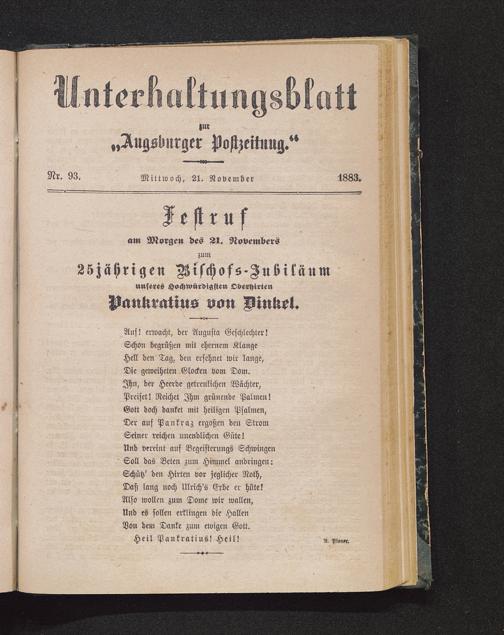 Unterhaltungsblatt
zur
„Augsburger Postzeitung.“
Nr. 93. Mittwoch, 21. November 1883.
Festruf
am Morgen des 21. Novembers
zum
25jährigen Bischofs-Jubiläum
unseres Hochwürdigsten Oberhirten
Pankratius von Dinkel.
Auf! erwacht, der Augusta Geschlechter!
Schon begrüßen mit ehernem Klange
Hell den Tag, den ersehnet wir lange,
Die geweiheten Glocken vom Dom.
Ihn, der Heerde getreulichen Wächter,
Preiset! Reichet Ihm grünende Palmen!
Gott doch danket mit heiligen Psalmen,
Der auf Pankraz ergoßen den Strom
Seiner reichen unendlichen Güte!
Und vereint auf Begeisterungs Schwingen
Soll das Beten zum Himmel andringen:
Schütz' den Hirten vor jeglicher Noth,
Daß lang noch Ulrich's Erbe er hüte!
Also wollen zum Dome wir wallen,
Und es sollen erklingen die Hallen
Von dem Danke zum ewigen Gott.
Heil Pankratius! Heil!